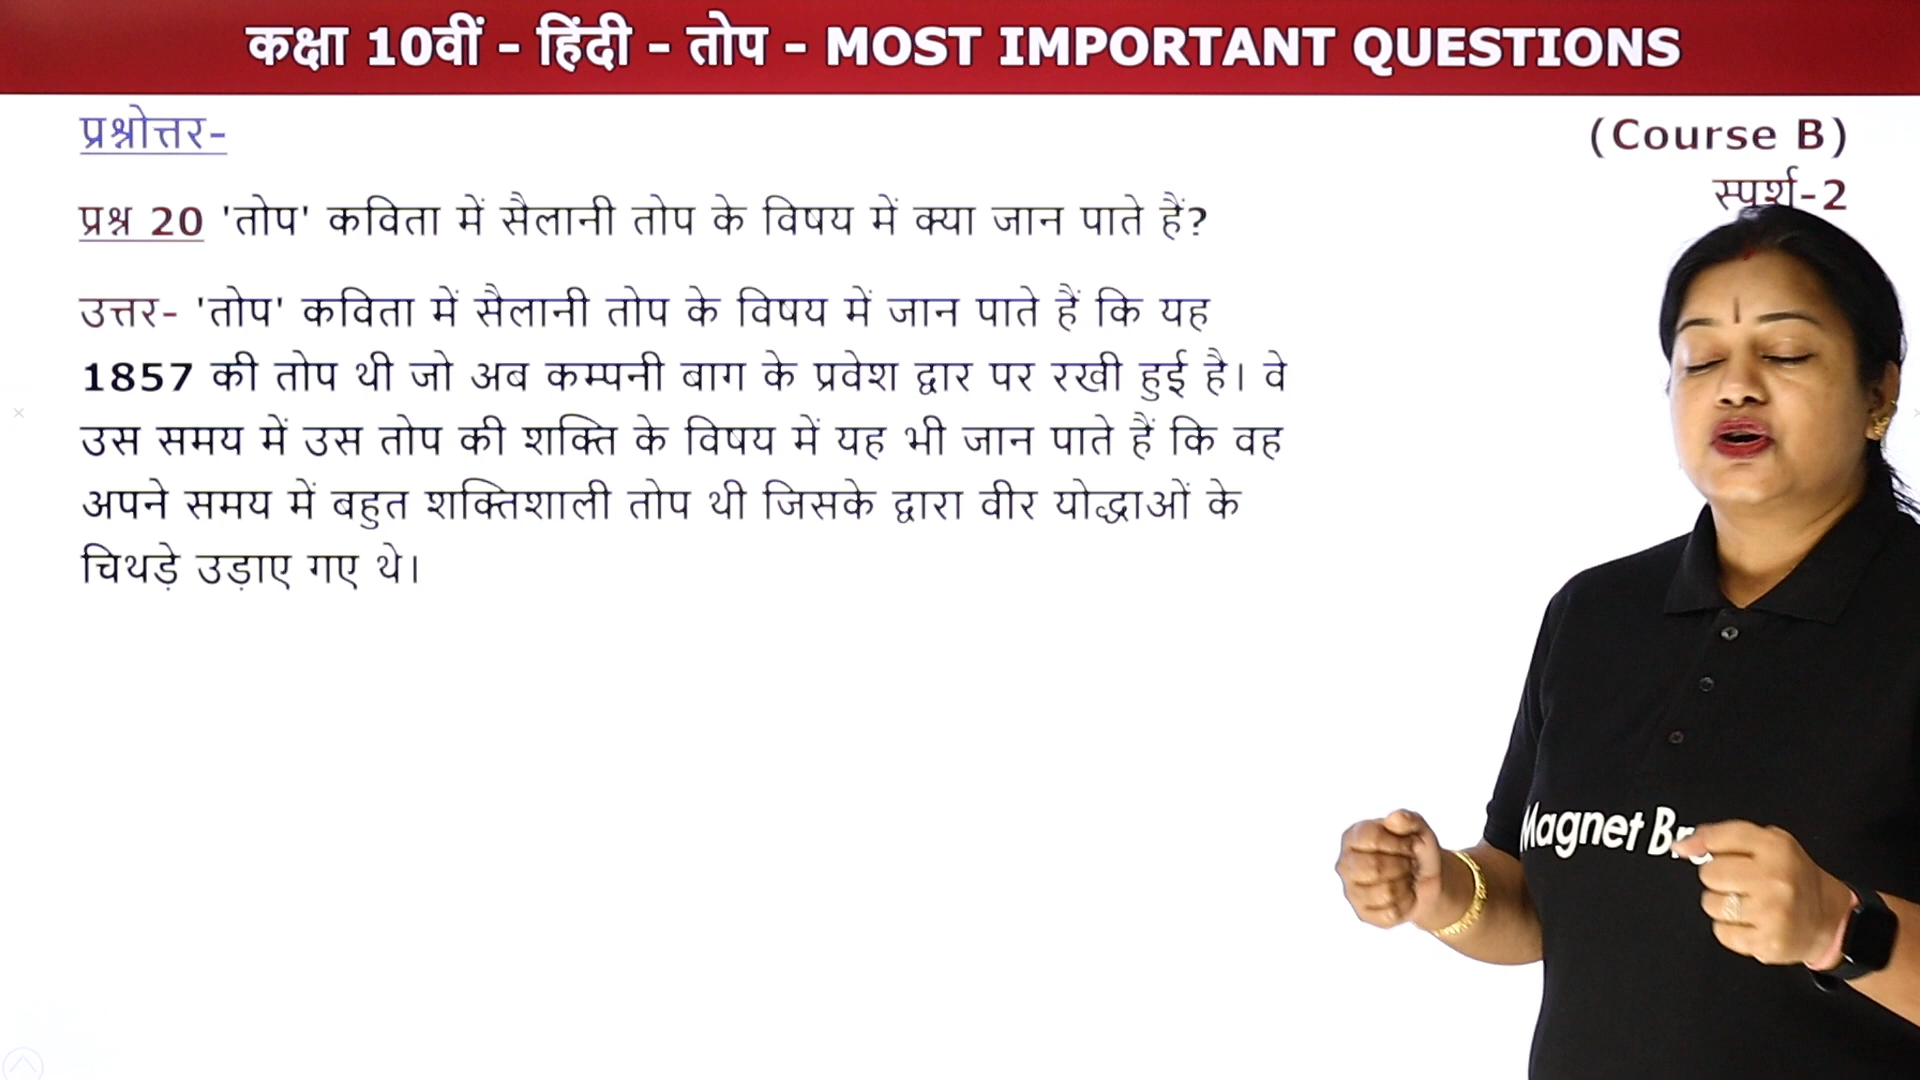 कक्षा 10वीं - हिंदी - तोप - MOST IMPORTANT QUESTIONS
प्रश्नोत्तर-
(Course B)
स्पर्श-2
प्रश्न 20 'तोप' कविता में सैलानी तोप के विषय में क्या जान पाते हैं?
उत्तर- 'तोप' कविता में सैलानी तोप के विषय में जान पाते हैं कि यह
1857 की तोप थी जो अब कम्पनी बाग के प्रवेश द्वार पर रखी हुई है। वे
उस समय में उस तोप की शक्ति के विषय में यह भी जान पाते हैं कि वह
अपने समय में बहुत शक्तिशाली तोप थी जिसके द्वारा वीर योद्धाओं के
चिथड़े उड़ाए गए थे।
Magnet